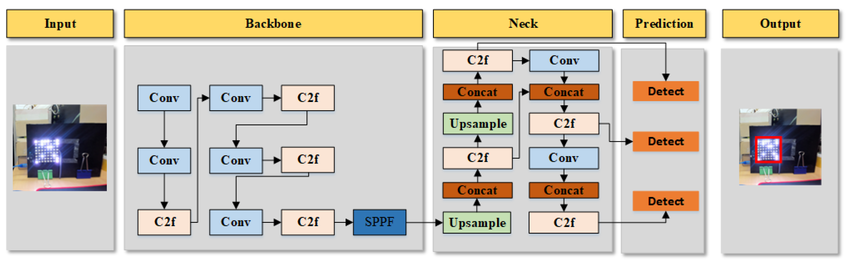 Input
Backbone
Neck
Prediction
Output
Conv
Conv
C2f
Conv
C2f
Conv
C2f
Conv
C2f
SPPF
C2f
Concat
Upsample
C2f
Concat
Upsample
Conv
Concat
C2f
Conv
Concat
C2f
Detect
Detect
Detect